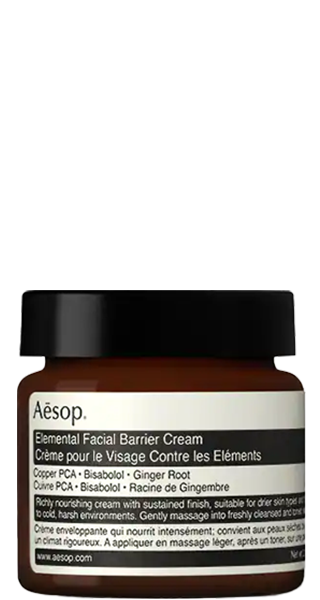 Aēsop.
Elemental Facial Barrier Cream
Crème pour le Visage Contre les Eléments
Copper PCA • Bisabolol • Ginger Root
Cuivre PCA • Bisabolol • Racine de Gingembre
Richly nourishing cream with sustained finish, suitable for drier skin types and
to cold, harsh environments. Gently massage into freshly cleansed and toned
Crème enveloppante qui nourrit intensément; convient aux peaux sèches
un climat rigoureux. A appliquer en massage léger, après un toner, sur une
www.aesop.com
Net